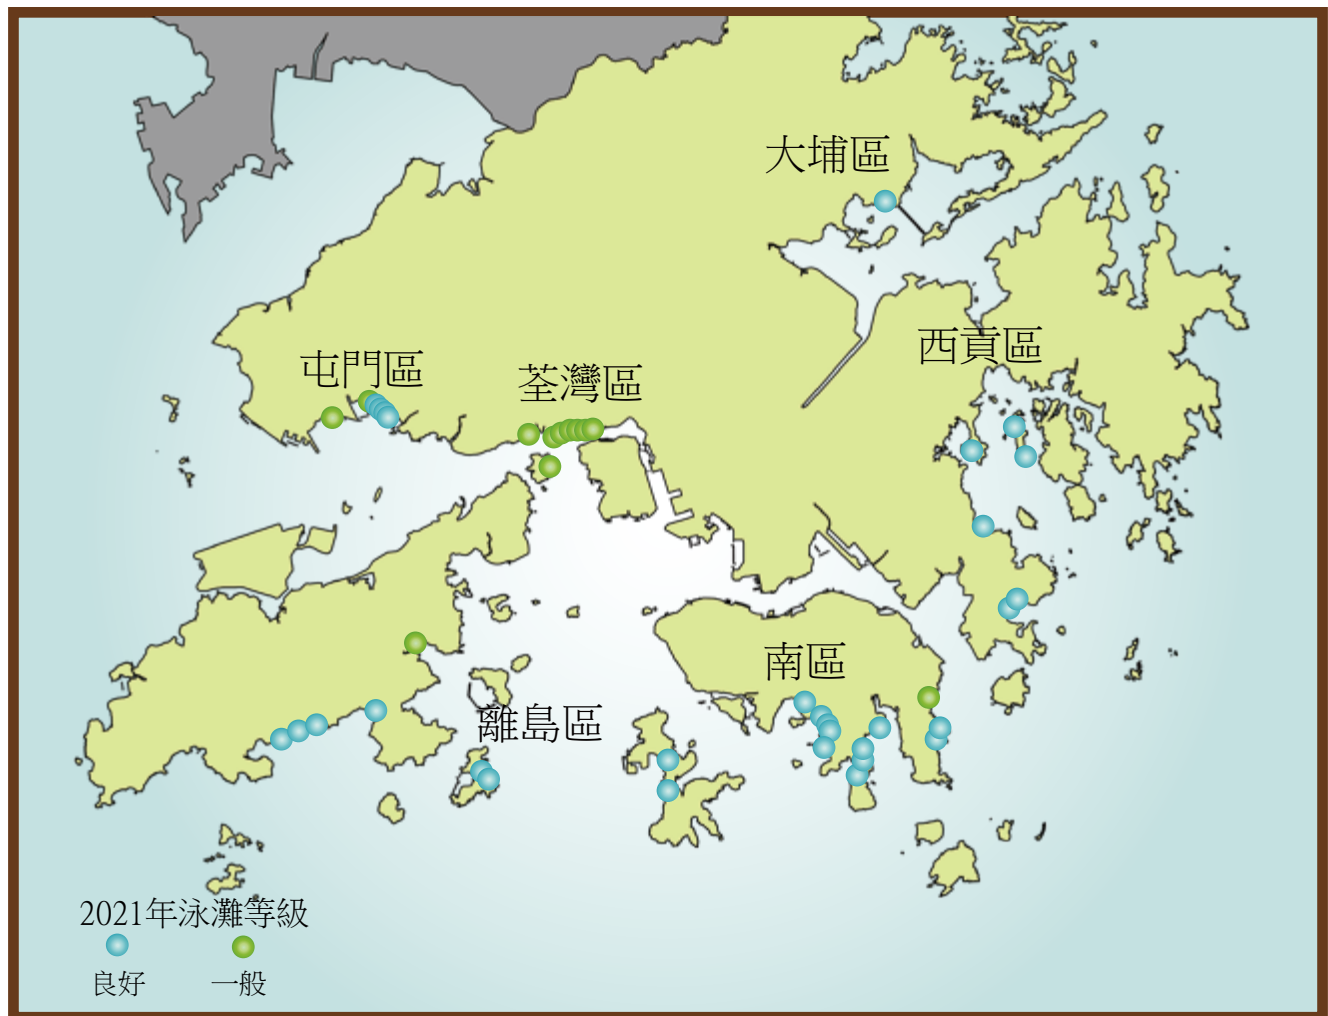 大埔區
西貢區
屯門區
荃灣區
南區
離島區
2021年泳灘等級
良好
一般